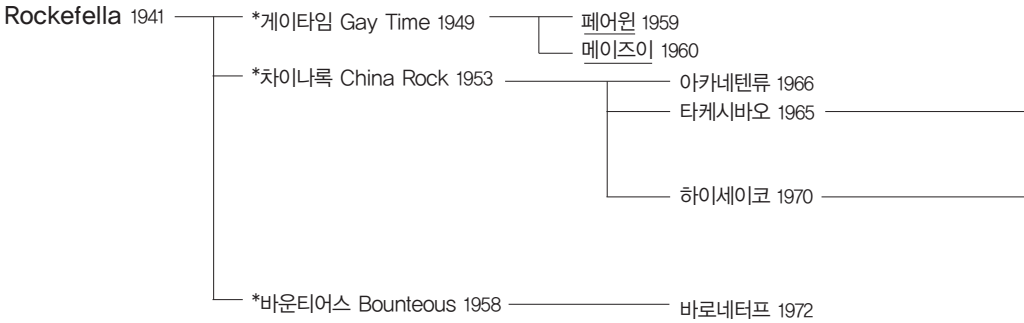 Rockefella 1941
*게이타임 Gay Time 1949
페어윈 1959
메이즈이 1960
*차이나록 China Rock 1953
아카네텐류 1966
타케시바오 1965
하이세이코 1970
*바운티어스 Bounteous 1958
바로네터프 1972